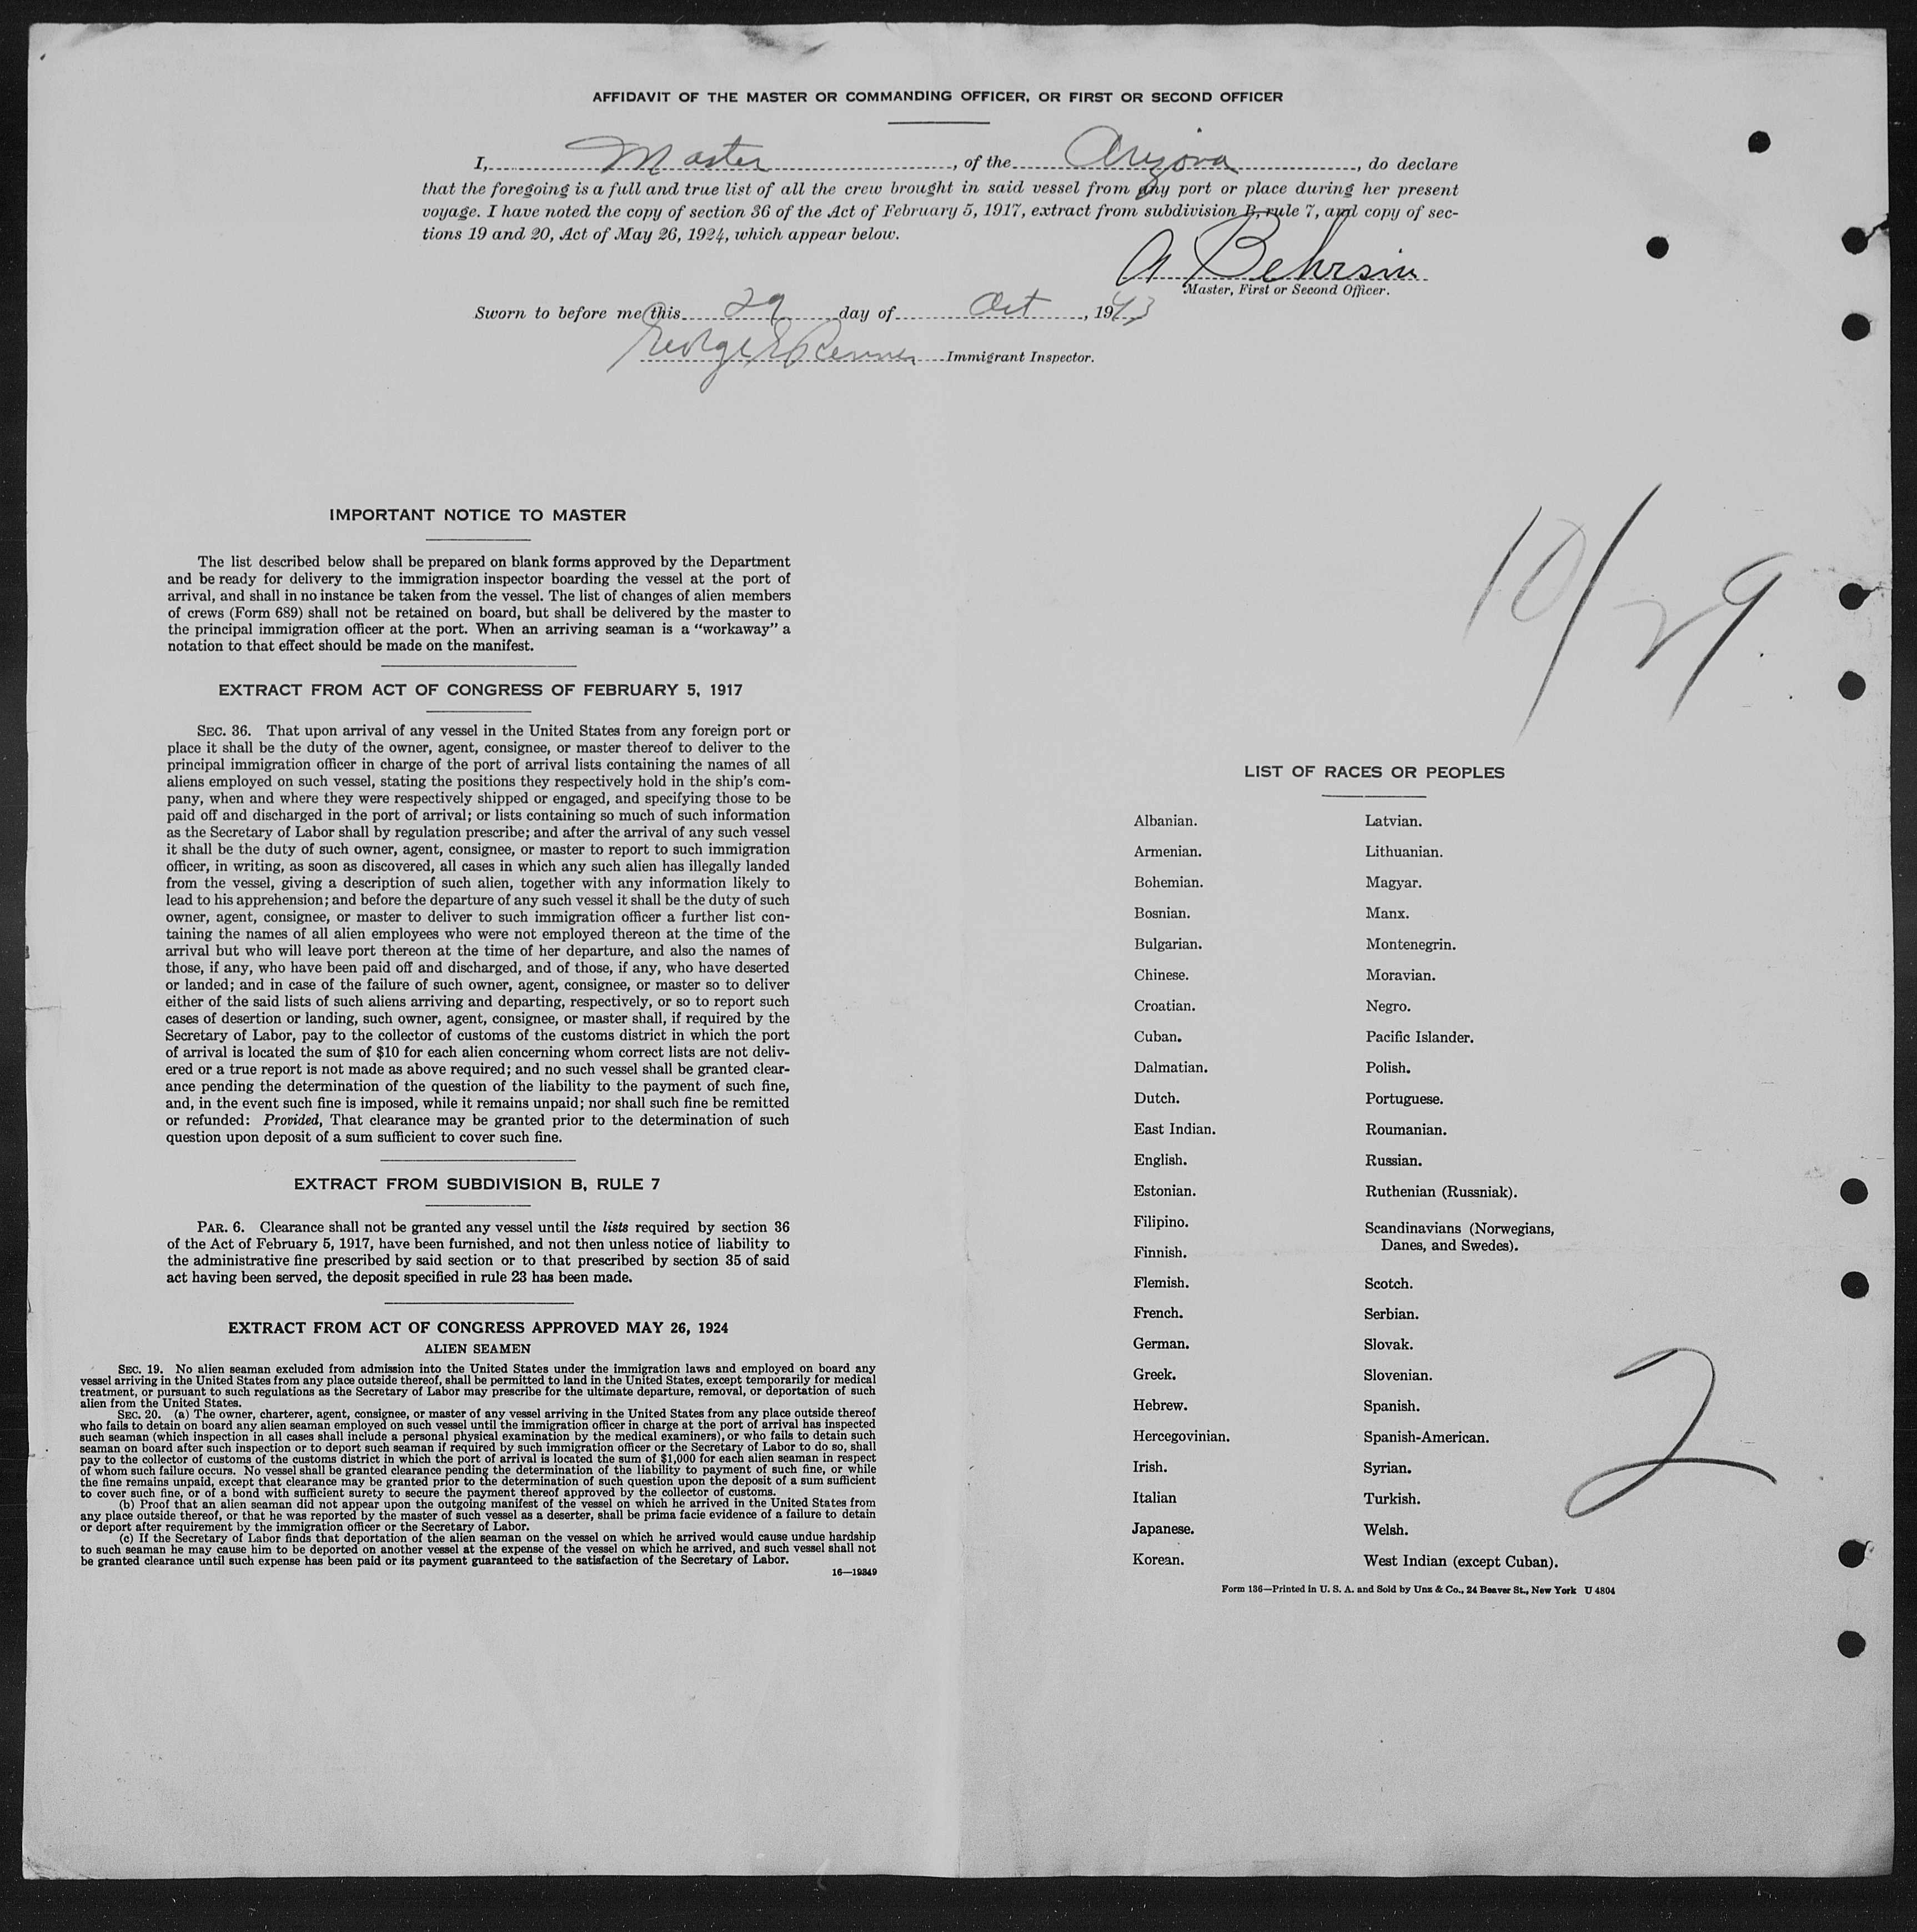 AFFIDAVIT OF THE MASTER OR COMMANDING OFFICER, OR FIRST OR SECOND OFFICER
I, Master, of the Arizona, do declare
that the foregoing is a full and true list of all the crew brought in said vessel from any port or place during her present
voyage. I have noted the copy of section 36 of the Act of February 5, 1917, extract from subdivision B, rule 7, and copy of sec-
tions 19 and 20, Act of May 26, 1924, which appear below.
A Behrsin
Master, First or Second Officer.
Sworn to before me this 29 day of Oct, 1943
George Immigrant Inspector.
10/29.
IMPORTANT NOTICE TO MASTER
The list described below shall be prepared on blank forms approved by the Department
and be ready for delivery to the immigration inspector boarding the vessel at the port of
arrival, and shall in no instance be taken from the vessel. The list of changes of alien members
of crews (Form 689) shall not be retained on board, but shall be delivered by the master to
the principal immigration officer at the port. When an arriving seaman is a "workaway" a
notation to that effect should be made on the manifest.
EXTRACT FROM ACT OF CONGRESS OF FEBRUARY 5, 1917
SEC. 36. That upon arrival of any vessel in the United States from any foreign port or
place it shall be the duty of the owner, agent, consignee, or master thereof to deliver to the
principal immigration officer in charge of the port of arrival lists containing the names of all
aliens employed on such vessel, stating the positions they respectively hold in the ship's com-
pany, when and where they were respectively shipped or engaged, and specifying those to be
paid off and discharged in the port of arrival; or lists containing so much of such information
as the Secretary of Labor shall by regulation prescribe; and after the arrival of any such vessel
it shall be the duty of such owner, agent, consignee, or master to report to such immigration
officer, in writing, as soon as discovered, all cases in which any such alien has illegally landed
from the vessel, giving a description of such alien, together with any information likely to
lead to his apprehension; and before the departure of any such vessel it shall be the duty of such
owner, agent, consignee, or master to deliver to such immigration officer a further list con-
taining the names of all alien employees who were not employed thereon at the time of the
arrival but who will leave port thereon at the time of her departure, and also the names of
those, if any, who have been paid off and discharged, and of those, if any, who have deserted
or landed; and in case of the failure of such owner, agent, consignee, or master so to deliver
either of the said lists of such aliens arriving and departing, respectively, or so to report such
cases of desertion or landing, such owner, agent, consignee, or master shall, if required by the
Secretary of Labor, pay to the collector of customs of the customs district in which the port
of arrival is located the sum of $10 for each alien concerning whom correct lists are not deliv-
ered or a true report is not made as above required; and no such vessel shall be granted clear-
ance pending the determination of the question of the liability to the payment of such fine,
and, in the event such fine is imposed, while it remains unpaid; nor shall such fine be remitted
or refunded: Provided, That clearance may be granted prior to the determination of such
question upon deposit of a sum sufficient to cover such fine.
EXTRACT FROM SUBDIVISION B, RULE 7
PAR. 6. Clearance shall not be granted any vessel until the lists required by section 36
of the Act of February 5, 1917, have been furnished, and not then unless notice of liability to
the administrative fine prescribed by said section or to that prescribed by section 35 of said
act having been served, the deposit specified in rule 23 has been made.
EXTRACT FROM ACT OF CONGRESS APPROVED MAY 26, 1924
ALIEN SEAMEN
SEC. 19. No alien seaman excluded from admission into the United States under the immigration laws and employed on board any
vessel arriving in the United States from any place outside thereof, shall be permitted to land in the United States, except temporarily for medical
treatment, or pursuant to such regulations as the Secretary of Labor may prescribe for the ultimate departure, removal, or deportation of such
alien from the United States.
SEC. 20. (a) The owner, charterer, agent, consignee, or master of any vessel arriving in the United States from any place outside thereof
who fails to detain on board any alien seaman employed on such vessel until the immigration officer in charge at the port of arrival has inspected
such seaman (which inspection in all cases shall include a personal physical examination by the medical examiners), or who fails to detain such
seaman on board after such inspection or to deport such seaman if required by such immigration officer or the Secretary of Labor to do so, shall
pay to the collector of customs of the customs district in which the port of arrival is located the sum of $1,000 for each alien seaman in respect
of whom such failure occurs. No vessel shall be granted clearance pending the determination of the liability to payment of such fine, or while
the fine remains unpaid, except that clearance may be granted prior to the determination of such question upon the deposit of a sum sufficient
to cover such fine, or of a bond with sufficient surety to secure the payment thereof approved by the collector of customs.
(b) Proof that an alien seaman did not appear upon the outgoing manifest of the vessel on which he arrived in the United States from
any place outside thereof, or that he was reported by the master of such vessel as a deserter, shall be prima facie evidence of a failure to detain
or deport after requirement by the immigration officer or the Secretary of Labor.
(c) If the Secretary of Labor finds that deportation of the alien seaman on the vessel on which he arrived would cause undue hardship
to such seaman he may cause him to be deported on another vessel at the expense of the vessel on which he arrived, and such vessel shall not
be granted clearance until such expense has been paid or its payment guaranteed to the satisfaction of the Secretary of Labor.
16—19349
LIST OF RACES OR PEOPLES
Albanian.
Armenian.
Bohemian.
Bosnian.
Bulgarian.
Chinese.
Croatian.
Cuban.
Dalmatian.
Dutch.
East Indian.
English.
Estonian.
Filipino.
Finnish.
Flemish.
French.
German.
Greek.
Hebrew.
Hercegovinian.
Irish.
Italian
Japanese.
Korean.
Latvian.
Lithuanian.
Magyar.
Manx.
Montenegrin.
Moravian.
Negro.
Pacific Islander.
Polish.
Portuguese.
Roumanian.
Russian.
Ruthenian (Russniak).
Scandinavians (Norwegians,
Danes, and Swedes).
Scotch.
Serbian.
Slovak.
Slovenian.
Spanish.
Spanish-American.
Syrian.
Turkish.
Welsh.
West Indian (except Cuban).
2
Form 136—Printed in U. S. A. and Sold by Unz & Co., 24 Beaver St., New York U 4804